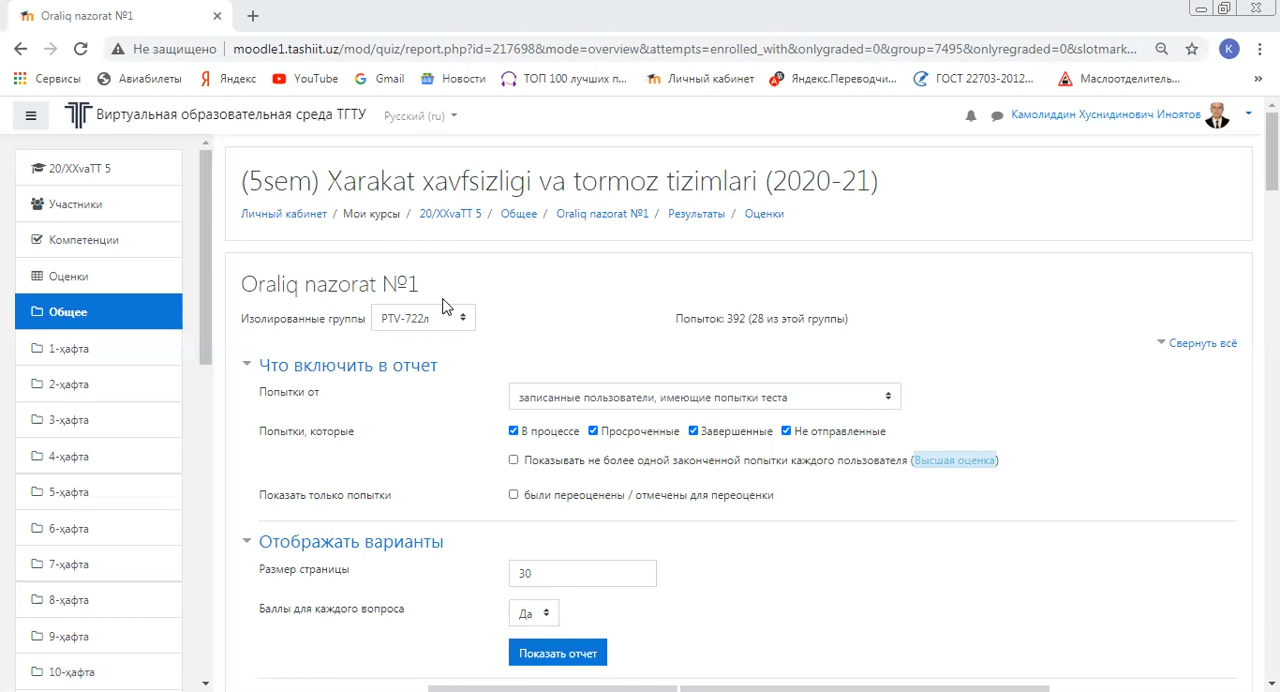 Oraliq nazorat №1
Не защищено
moodle1.tashiit.uz/mod/quiz/report.php?id=217698&mode=overview&attempts=enrolled_with&onlygraded=0&group=7495&onlyregraded=0&slotmark...
K
Сервисы
Авиабилеты
Яндекс
YouTube
Gmail
Новости
ТОП 100 лучших п...
Личный кабинет
Яндекс.Переводчи...
ГОСТ 22703-2012...
Маслоотделитель...
»
Виртуальная образовательная среда ТГТУ
Русский (ru)
Камолиддин Хуснидинович Иноятов
20/XXvaTT 5
Участники
Компетенции
Оценки
Общее
1-ҳафта
2-ҳафта
3-ҳафта
4-ҳафта
5-ҳафта
6-ҳафта
7-ҳафта
8-ҳафта
9-ҳафта
10-ҳафта
(5sem) Xarakat xavfsizligi va tormoz tizimlari (2020-21)
Личный кабинет / Мои курсы / 20/XXvaTT 5 / Общее / Oraliq nazorat №1 / Результаты / Оценки
Oraliq nazorat №1
Изолированные группы PTV-722л
Попыток: 392 (28 из этой группы)
Свернуть всё
Что включить в отчет
Попытки от
записанные пользователи, имеющие попытки теста
Попытки, которые
В процессе Просроченные Завершенные Не отправленные
Показывать не более одной законченной попытки каждого пользователя (Высшая оценка)
Показать только попытки
были переоценены / отмечены для переоценки
Отображать варианты
Размер страницы
30
Баллы для каждого вопроса
Да
Показать отчет